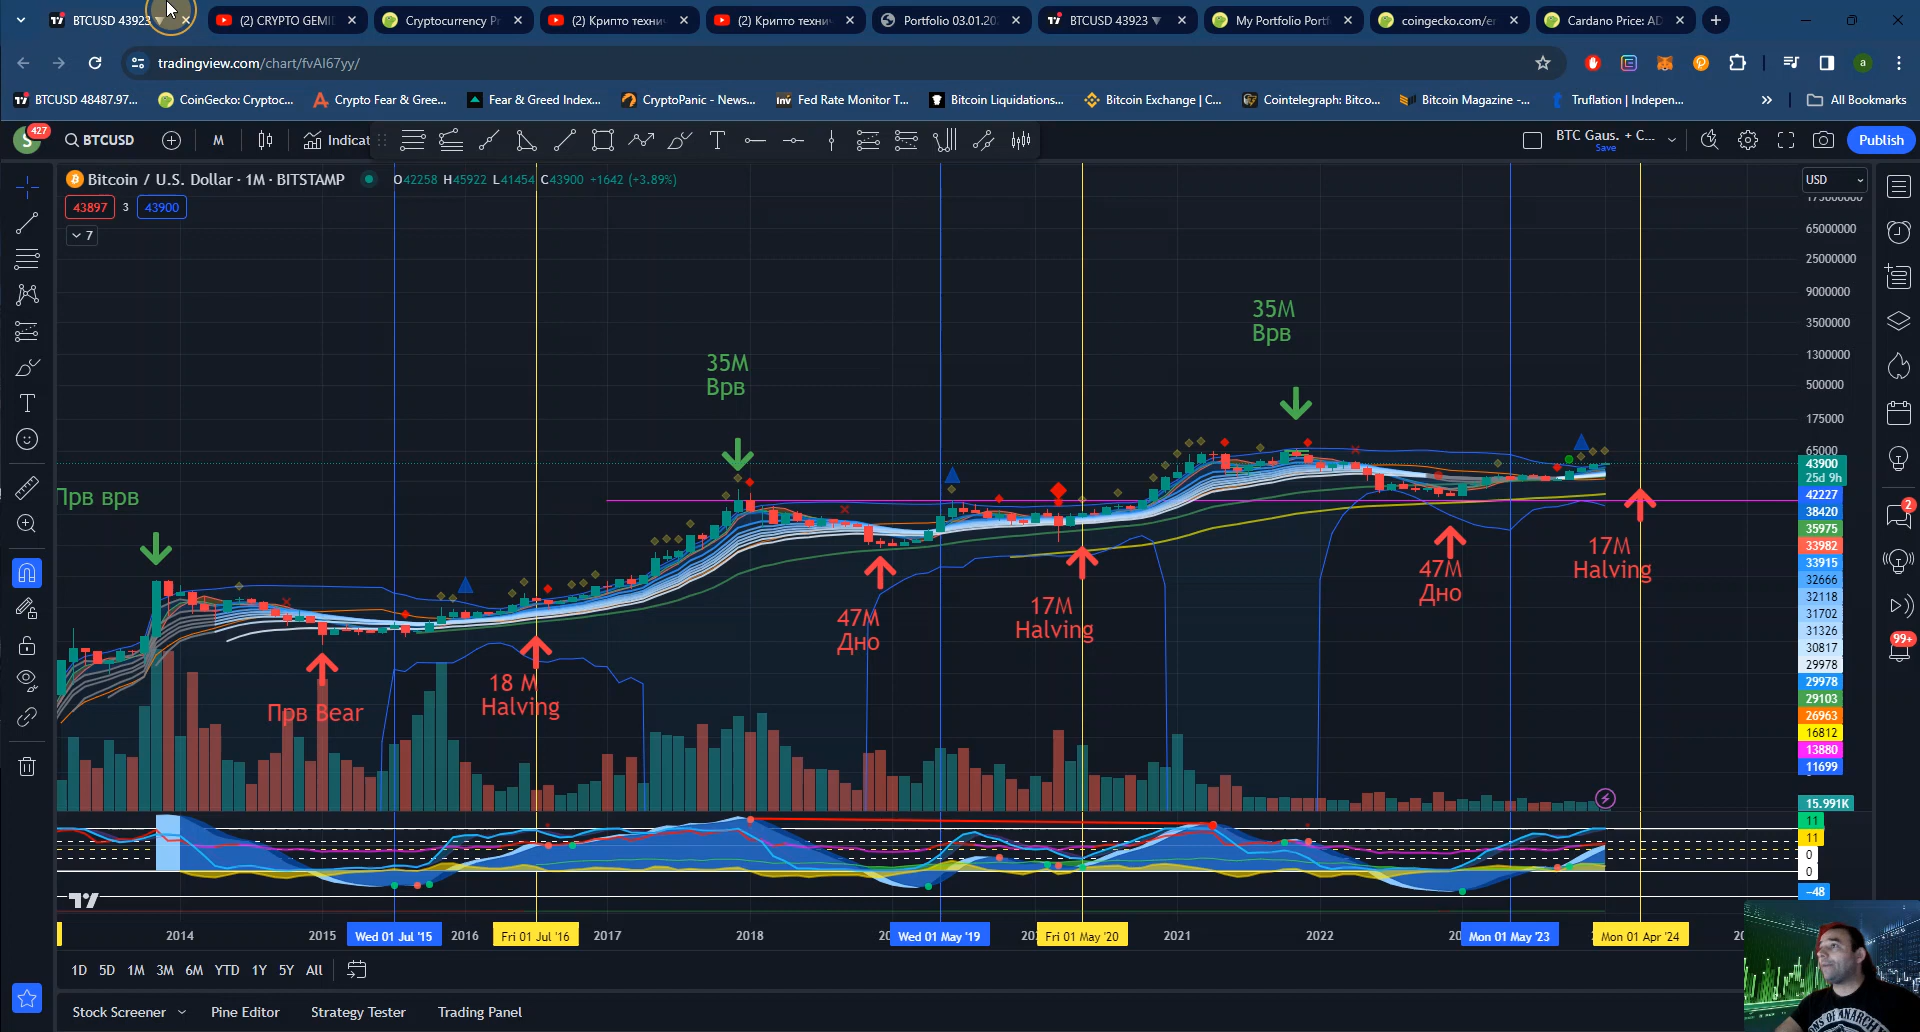 BTCUSD 43923 ▼
(2) CRYPTO GEMI
Cryptocurrency Pr
(2) Крипто технич
(2) Крипто технич
Portfolio 03.01.202
BTCUSD 43923 ▼
My Portfolio Portf
coingecko.com/en
Cardano Price: AD
tradingview.com/chart/fvAI67yy/
a
BTCUSD 48487.97...
CoinGecko: Cryptoc...
Crypto Fear & Gree...
Fear & Greed Index...
CryptoPanic - News...
Inv
Fed Rate Monitor T...
Bitcoin Liquidations...
Bitcoin Exchange | C...
Cointelegraph: Bitco...
Bitcoin Magazine -...
Truflation | Indepen...
All Bookmarks
S
427
BTCUSD
M
Indicat
BTC Gaus. + C...
Save
Publish
Bitcoin / U.S. Dollar · 1M · BITSTAMP
O42258 H45922 L41454 C43900 +1642 (+3.89%)
43897
3
43900
7
USD
175000000
65000000
25000000
9000000
3500000
1300000
500000
175000
65000
43900
25d 9h
42227
38420
35975
33982
33915
32666
32118
31702
31326
30817
29978
29978
29103
26963
16812
13880
11699
15.991K
11
11
0
0
−48
35M
Врв
35M
Врв
Прв врв
Прв Bear
18 M
Halving
47M
Дно
17M
Halving
47M
Дно
17M
Halving
2
99+
2014
2015
Wed 01 Jul '15
2016
Fri 01 Jul '16
2017
2018
Wed 01 May '19
Fri 01 May '20
2021
2022
Mon 01 May '23
Mon 01 Apr '24
1D
5D
1M
3M
6M
YTD
1Y
5Y
All
Stock Screener
Pine Editor
Strategy Tester
Trading Panel